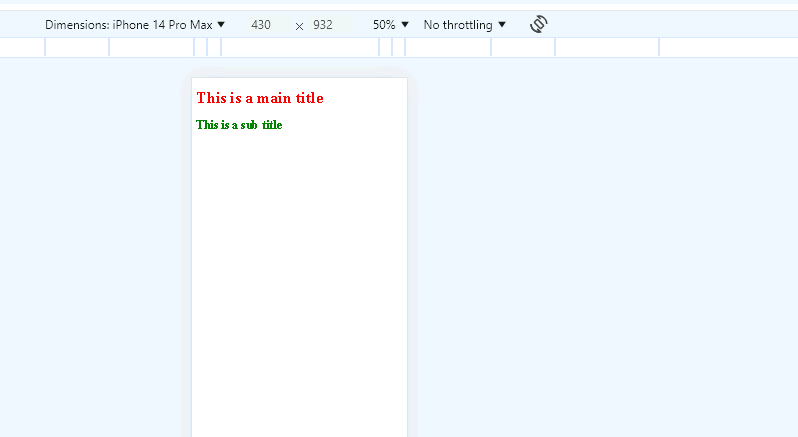 Dimensions: iPhone 14 Pro Max ▼ 430 × 932 50% ▼ No throttling ▼
This is a main title
This is a sub title